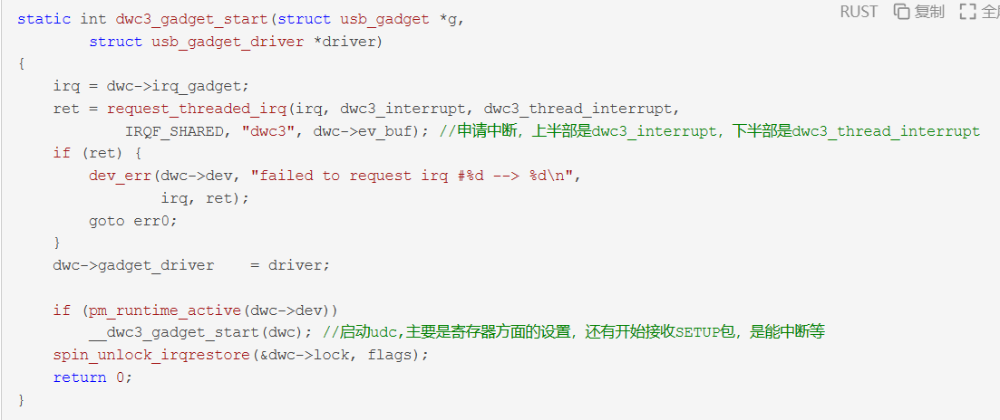 RUST 复制
static int dwc3_gadget_start(struct usb_gadget *g,
        struct usb_gadget_driver *driver)
{
    irq = dwc->irq_gadget;
    ret = request_threaded_irq(irq, dwc3_interrupt, dwc3_thread_interrupt,
            IRQF_SHARED, "dwc3", dwc->ev_buf); //申请中断，上半部是dwc3_interrupt，下半部是dwc3_thread_interrupt
    if (ret) {
        dev_err(dwc->dev, "failed to request irq #%d --> %d\n",
                irq, ret);
        goto err0;
    }
    dwc->gadget_driver    = driver;

    if (pm_runtime_active(dwc->dev))
        __dwc3_gadget_start(dwc); //启动udc,主要是寄存器方面的设置，还有开始接收SETUP包，是能中断等
    spin_unlock_irqrestore(&dwc->lock, flags);
    return 0;
}